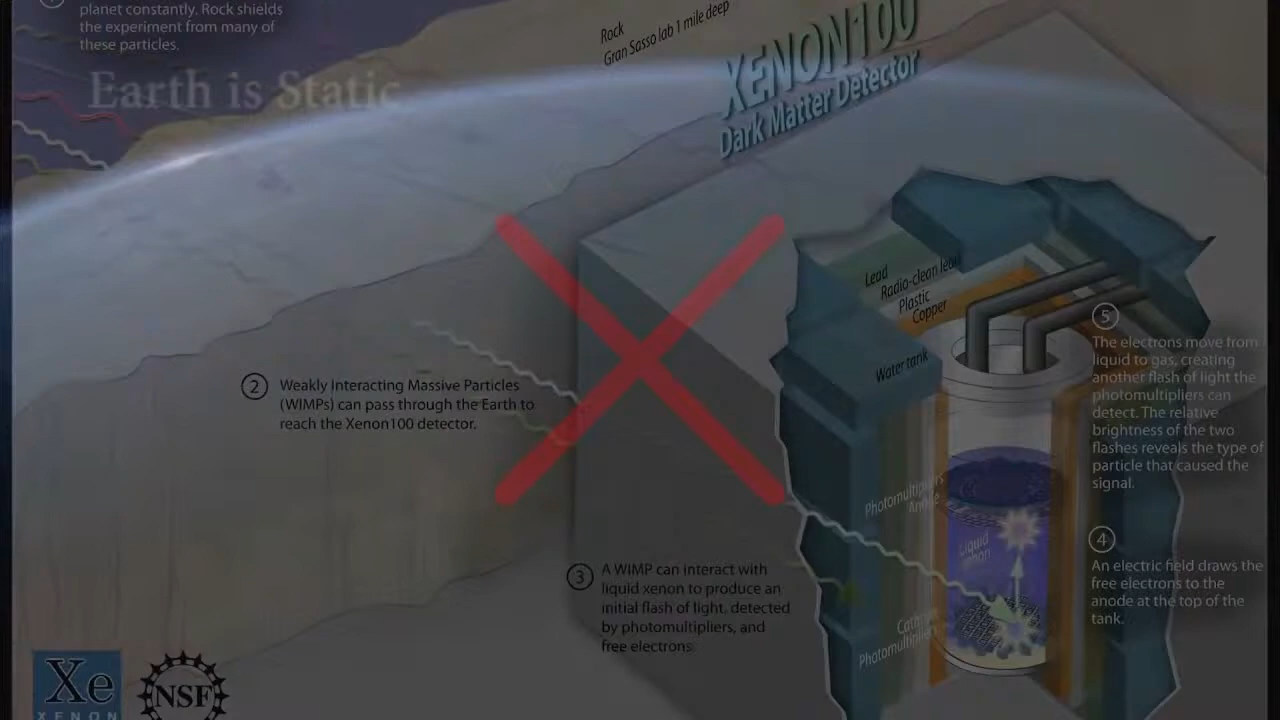 planet constantly. Rock shields
the experiment from many of
these particles.
Earth is Static
Rock
Gran Sasso lab 1 mile deep
XENON100
Dark Matter Detector
Lead
Radio-clean lead
Plastic
Copper
Water tank
2
Weakly Interacting Massive Particles
(WIMPs) can pass through the Earth to
reach the Xenon100 detector.
5
The electrons move from
liquid to gas, creating
another flash of light the
photomultipliers can
detect. The relative
brightness of the two
flashes reveals the type of
particle that caused the
signal.
Photomultipliers
Anode
Liquid
xenon
3
A WIMP can interact with
liquid xenon to produce an
initial flash of light, detected
by photomultipliers, and
free electrons.
4
An electric field draws the
free electrons to the
anode at the top of the
tank.
Cathode
Photomultipliers
Xe
XENON
NSF